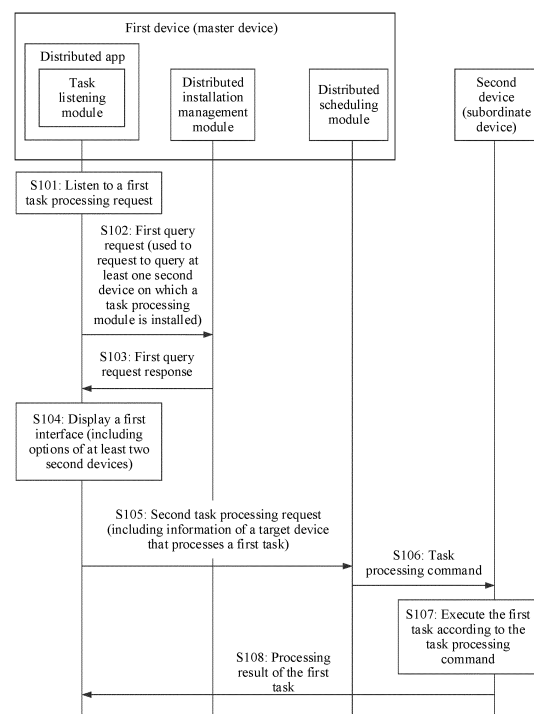 First device (master device)
Distributed app
Task
listening
module
Distributed
installation
management
module
Distributed
scheduling
module
Second
device
(subordinate
device)
S101: Listen to a first
task processing request
S102: First query
request (used to
request to query at
least one second
device on which a
task processing
module is installed)
S103: First query
request response
S104: Display a first
interface (including
options of at least two
second devices)
S105: Second task processing request
(including information of a target device
that processes a first task)
S106: Task
processing command
S107: Execute the first
task according to the
task processing
command
S108: Processing
result of the first
task